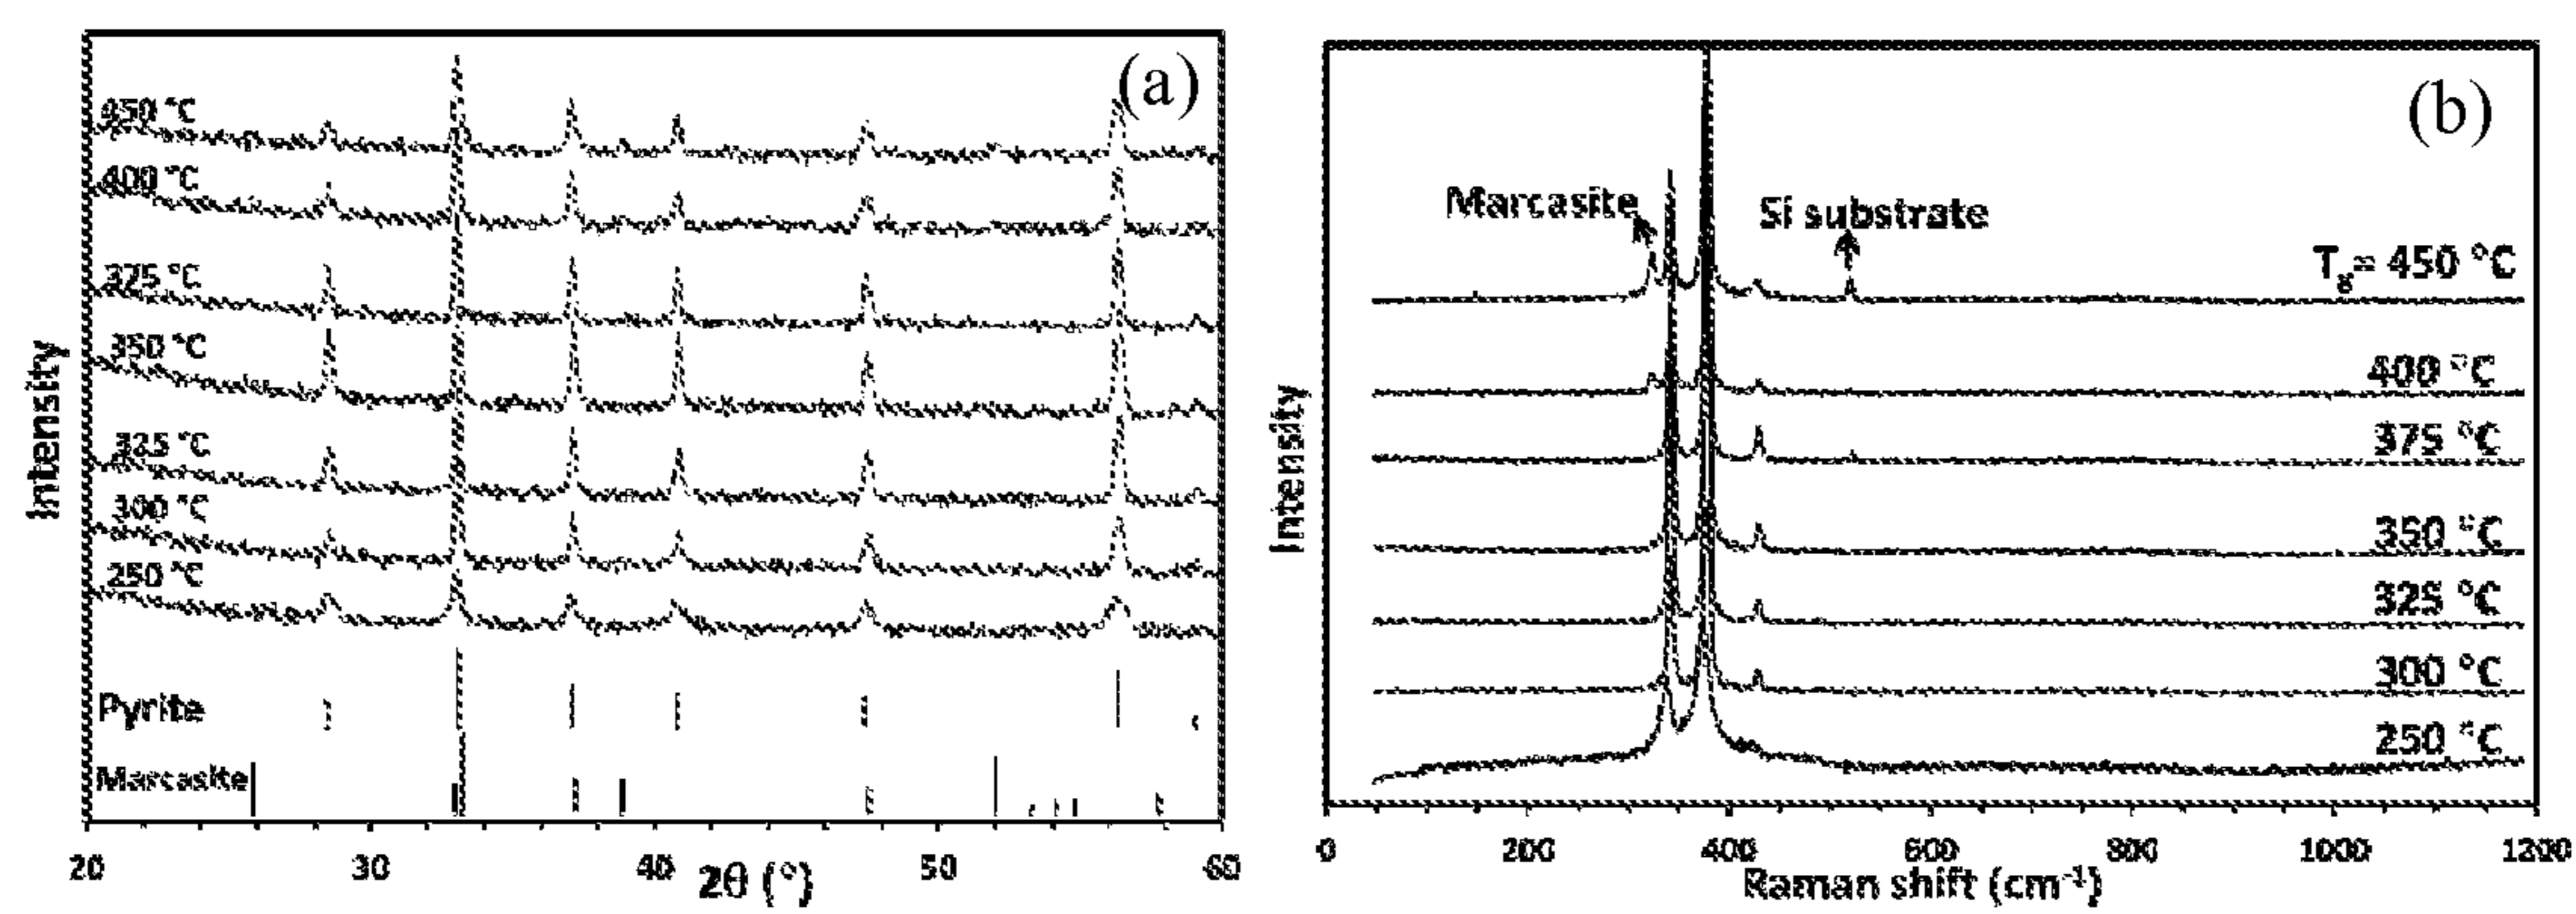 (a)
450 °C
400 °C
375 °C
350 °C
325 °C
300 °C
250 °C
Pyrite
Marcasite
Intensity
20 30 40 50 60
2θ (°)
(b)
Marcasite
Si substrate
Tg= 450 °C
400 °C
375 °C
350 °C
325 °C
300 °C
250 °C
Intensity
0 200 400 600 800 1000 1200
Raman shift (cm⁻¹)